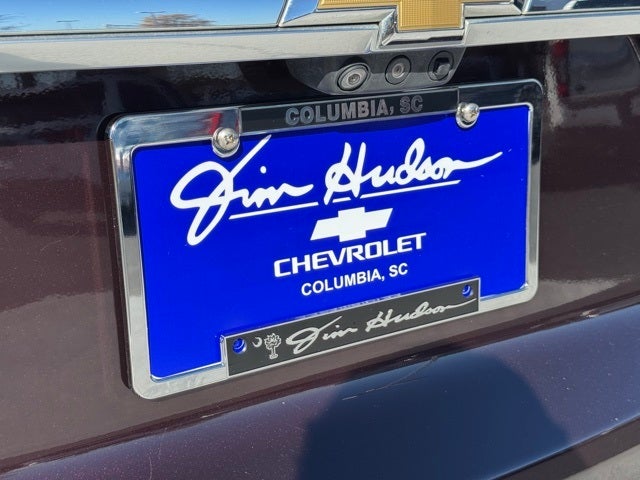 COLUMBIA, SC
Jim Hudson
CHEVROLET
COLUMBIA, SC
Jim Hudson